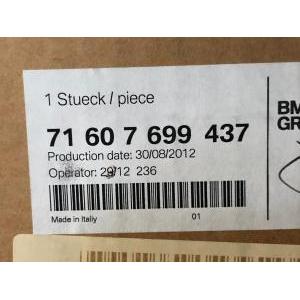 1 Stueck / piece
BM
GR
71 60 7 699 437
Production date: 30/08/2012
Operator: 29/12 236
Made in Italy
01